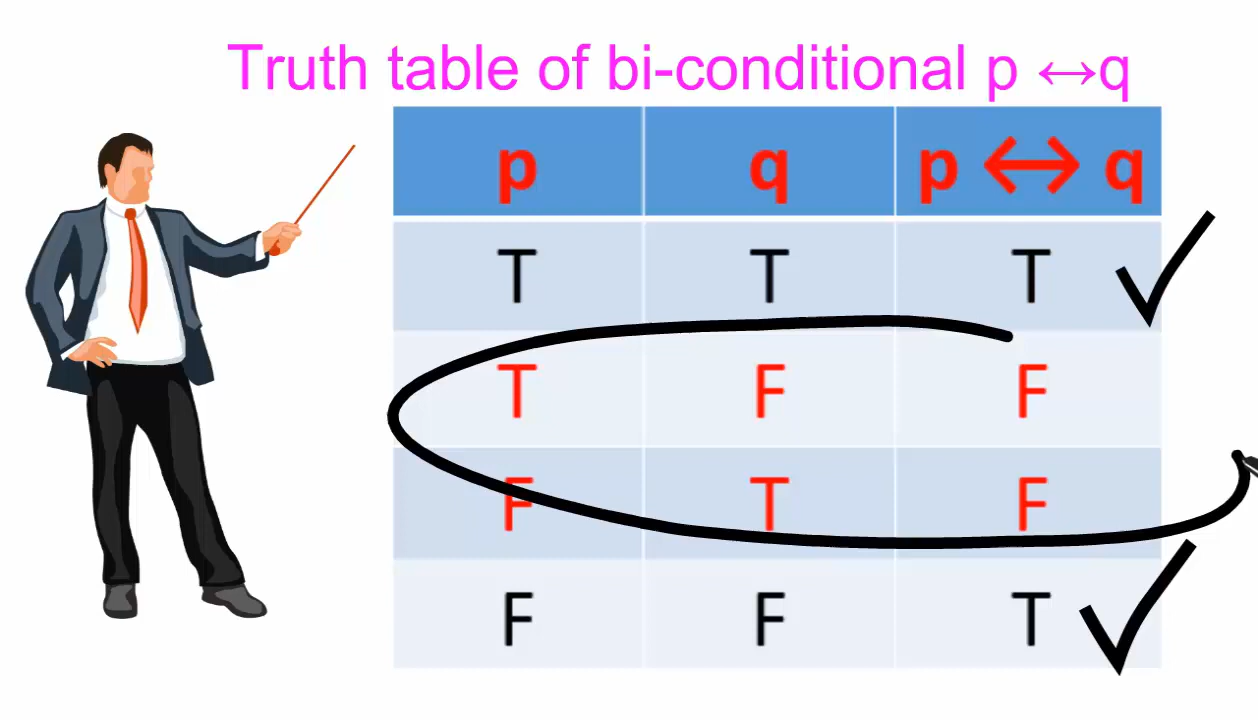 Truth table of bi-conditional p ↔q
p q p ↔ q
T T T
T F F
F T F
F F T